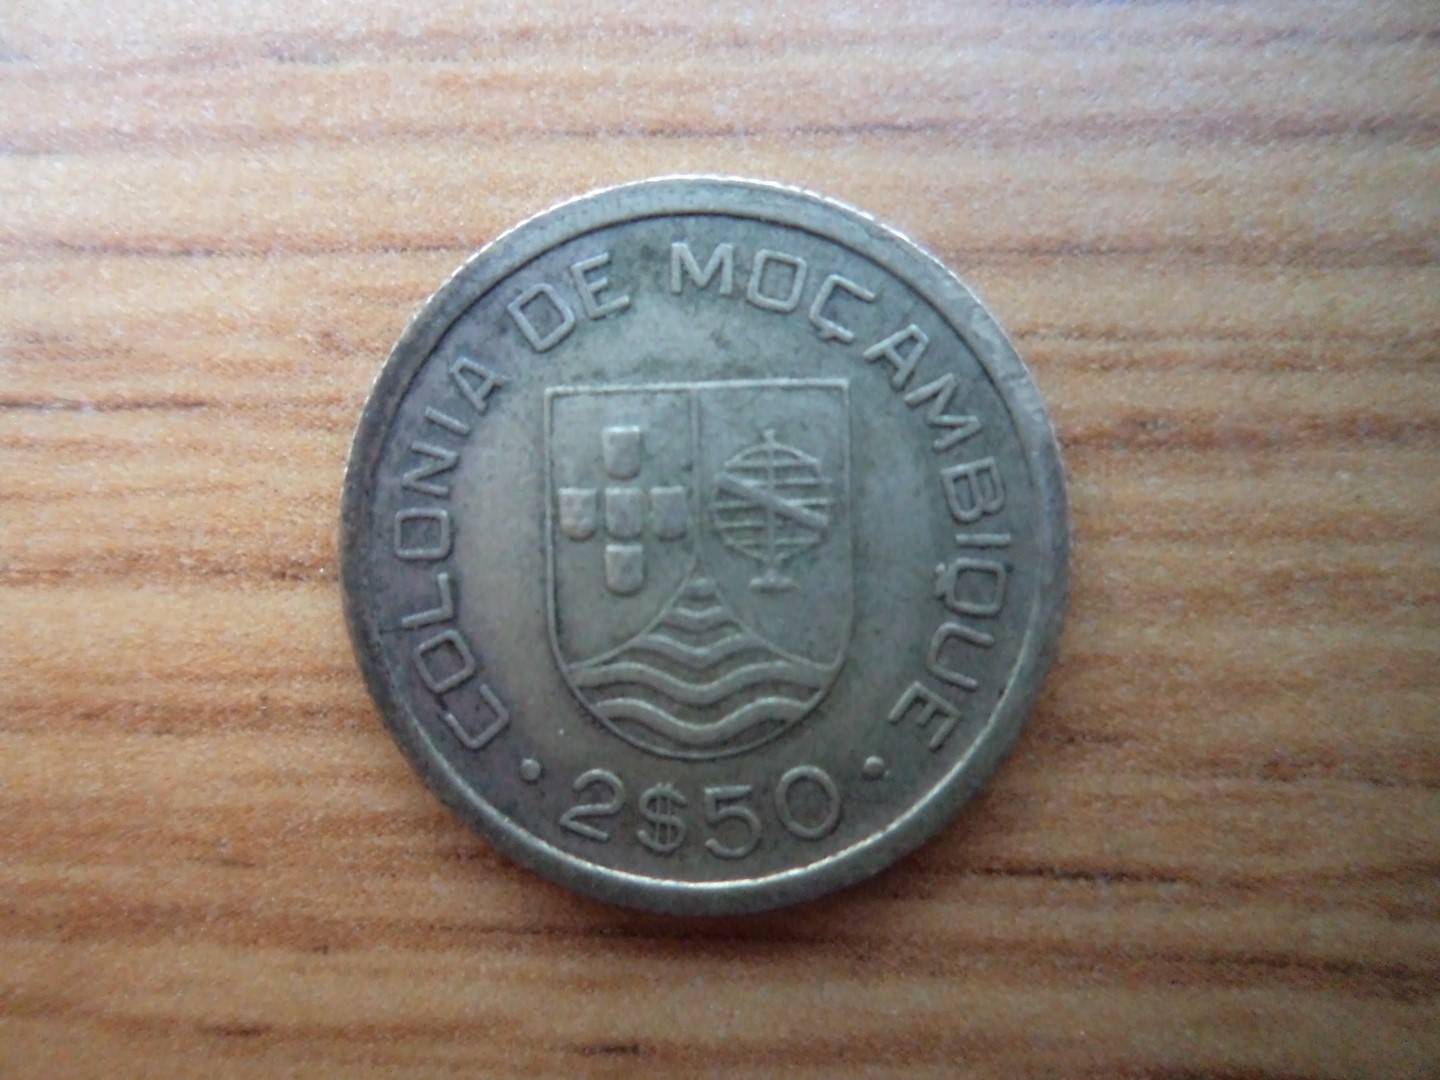 COLONIA DE MOÇAMBIQUE
• 2$50 •